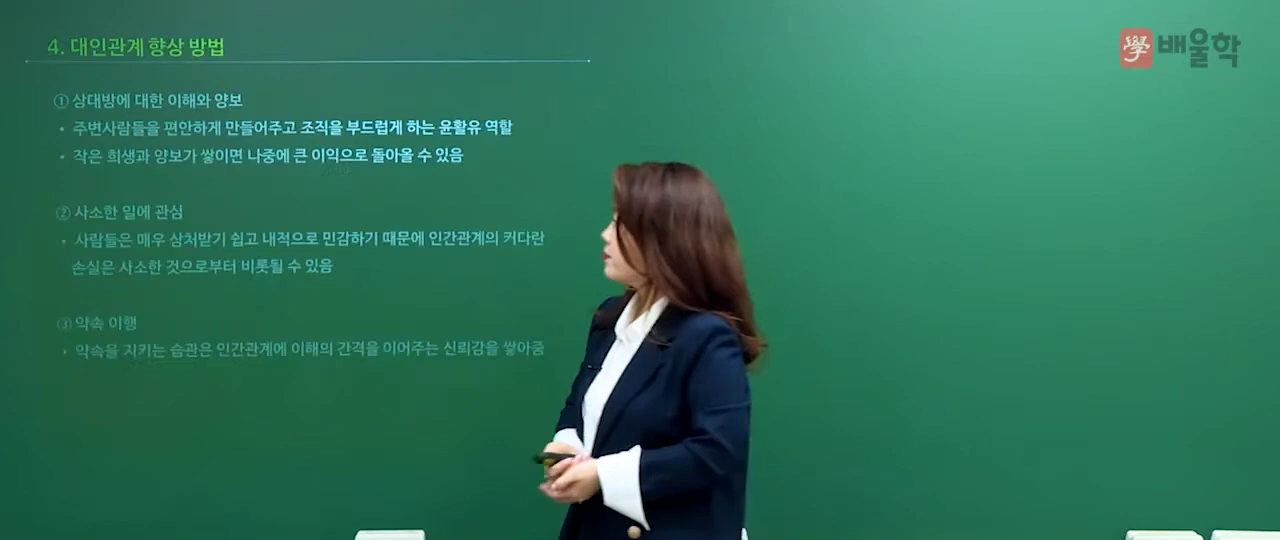 4. 대인관계 향상 방법
學 배울학
① 상대방에 대한 이해와 양보
• 주변사람들을 편안하게 만들어주고 조직을 부드럽게 하는 윤활유 역할
• 작은 희생과 양보가 쌓이면 나중에 큰 이익으로 돌아올 수 있음
② 사소한 일에 관심
• 사람들은 매우 상처받기 쉽고 내적으로 민감하기 때문에 인간관계의 커다란
손실은 사소한 것으로부터 비롯될 수 있음
③ 약속 이행
• 약속을 지키는 습관은 인간관계에 이해의 간격을 이어주는 신뢰감을 쌓아줌